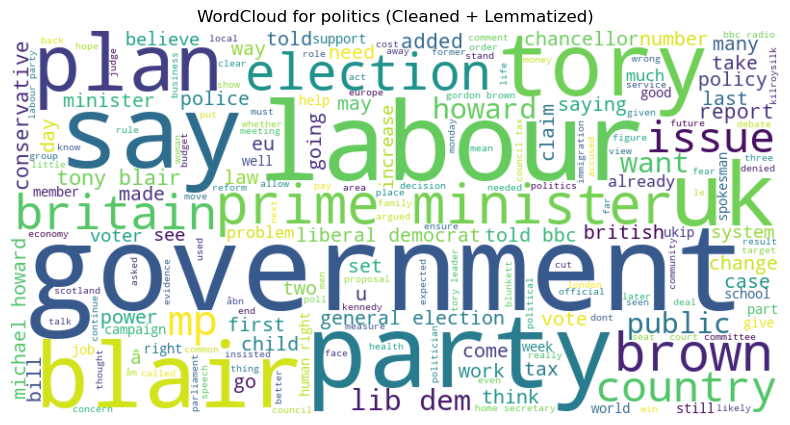 WordCloud for politics (Cleaned + Lemmatized)
back hope judge local told support need added chancellor number many bbc radio
plan believe role cost away former comment order tory
conservative labour party business way clear show election act stand wrong take kilroysilk
minister police money service good policy
say help may gordon brown life howard saying much last report
day must labour claim given future debate
put whether meeting going europe increase monday council tax issue
know rule woman budget eu mean immigration figure view three
group little well accused want already fear denied
member tony blair made law pay area decision needed politics le spokesman
move reform allow place family far
britain next prime minister argued ensure uk
economy voter see problem liberal democrat told bbc british ukip system
government result target
michael howard scotland asked used set expected cut community change case
evidence men proposal tory leader blunkett official london later seen deal school
continue two poll political dont
talk power âbn end kennedy u general election vote public part
campaign first measure seat court committee give
mp party brown
job right common insisted child human right face health politician week come
bill thought parliament speech thing better go really work tax country
blair âi âm called even think world win still likely
concern council lib dem home secretary